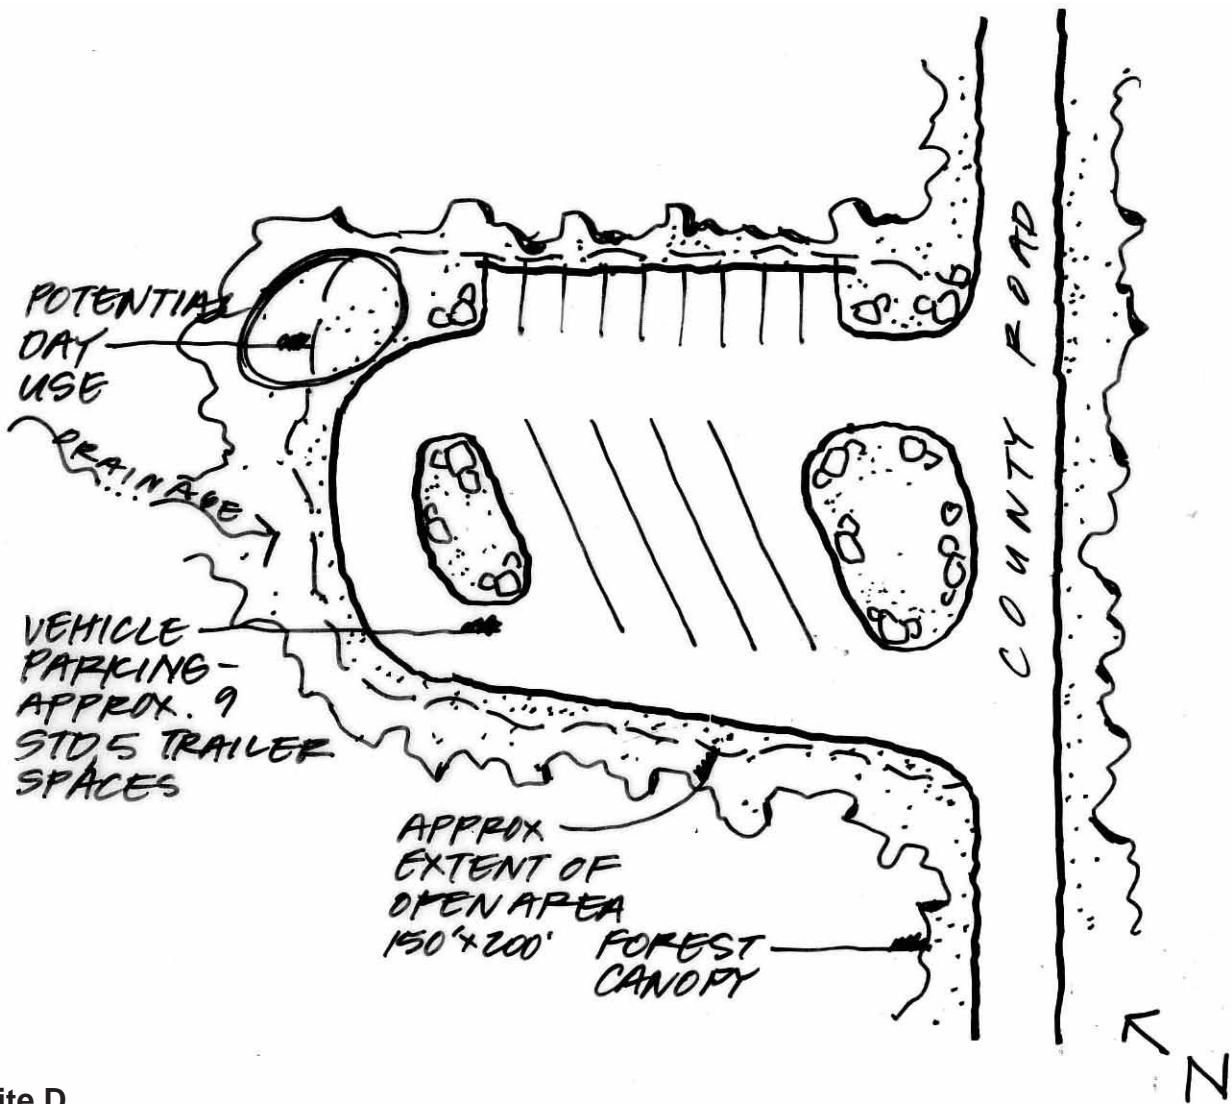 POTENTIAL
DAY
USE
DRAINAGE
VEHICLE
PARKING-
APPROX. 9
STD, 5 TRAILER
SPACES
APPROX
EXTENT OF
OPEN AREA
150'X200'
FOREST
CANOPY
COUNTY ROAD
N
ite D